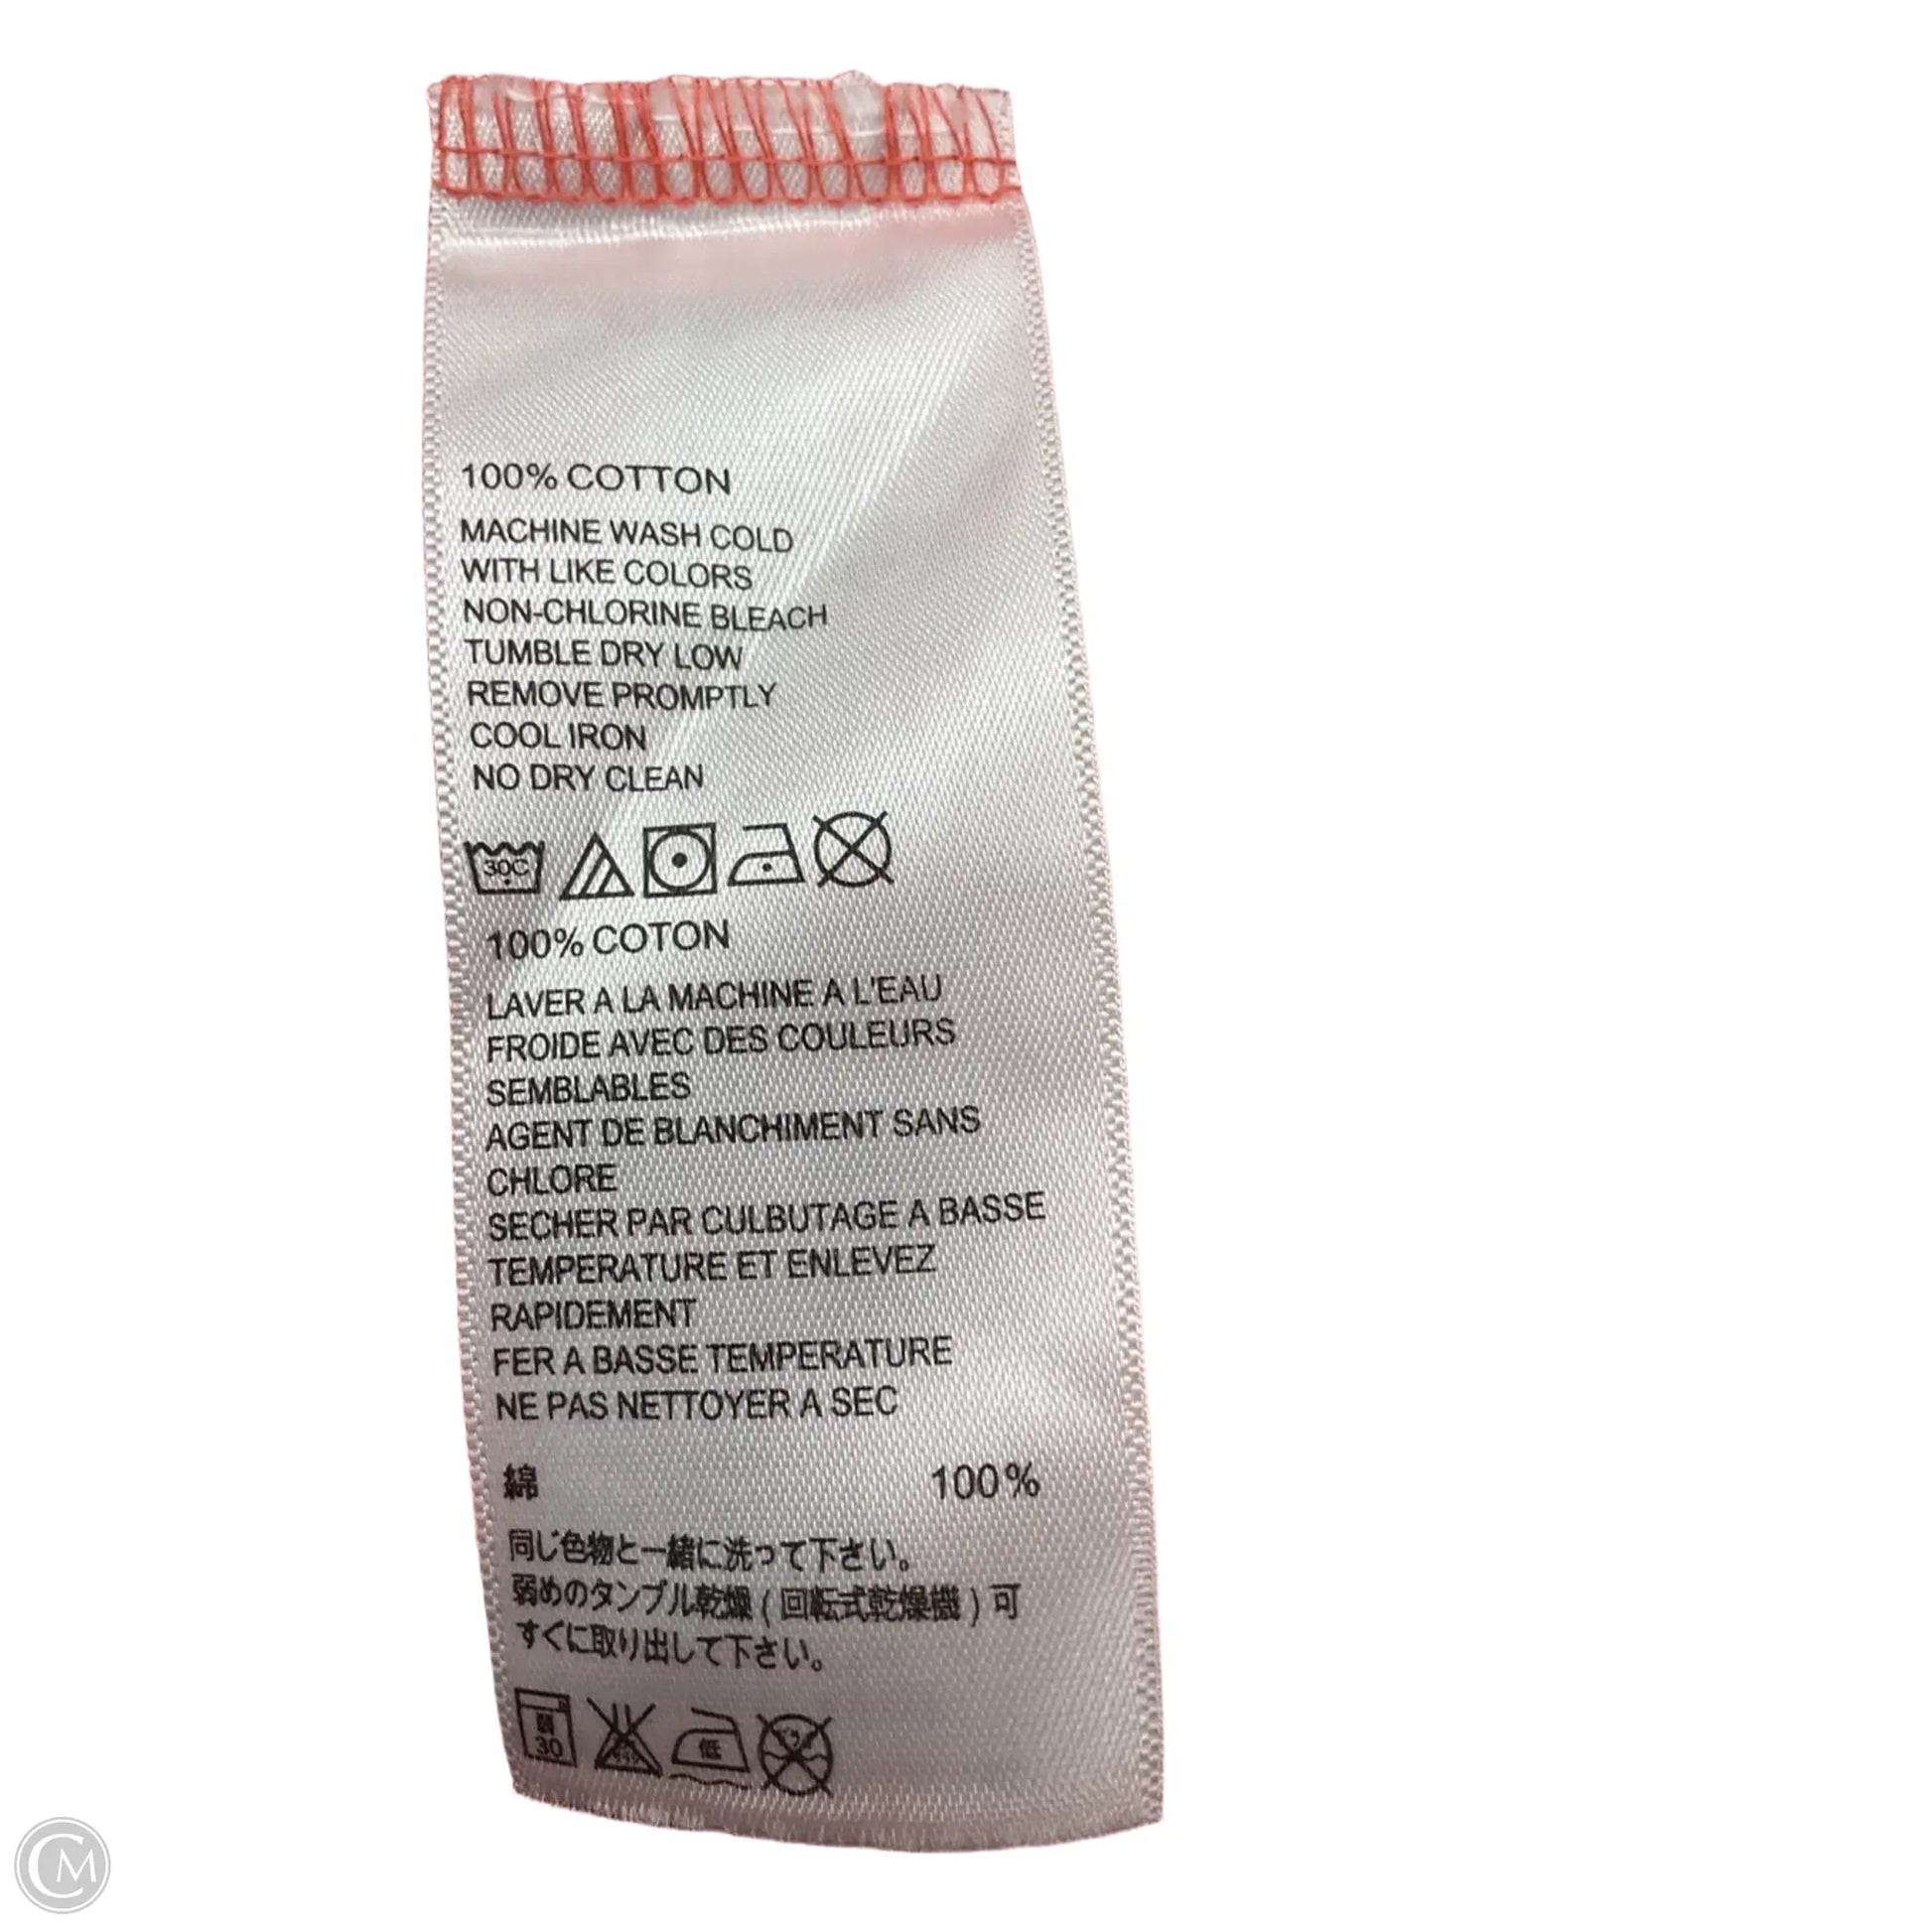 100% COTTON
MACHINE WASH COLD
WITH LIKE COLORS
NON-CHLORINE BLEACH
TUMBLE DRY LOW
REMOVE PROMPTLY
COOL IRON
NO DRY CLEAN
30C
100% COTON
LAVER A LA MACHINE A L'EAU
FROIDE AVEC DES COULEURS
SEMBLABLES
AGENT DE BLANCHIMENT SANS
CHLORE
SECHER PAR CULBUTAGE A BASSE
TEMPERATURE ET ENLEVEZ
RAPIDEMENT
FER A BASSE TEMPERATURE
NE PAS NETTOYER A SEC
綿 100%
同じ色物と一緒に洗って下さい。
弱めのタンブル乾燥(回転式乾燥機)可
すぐに取り出して下さい。
弱
30
低
CM